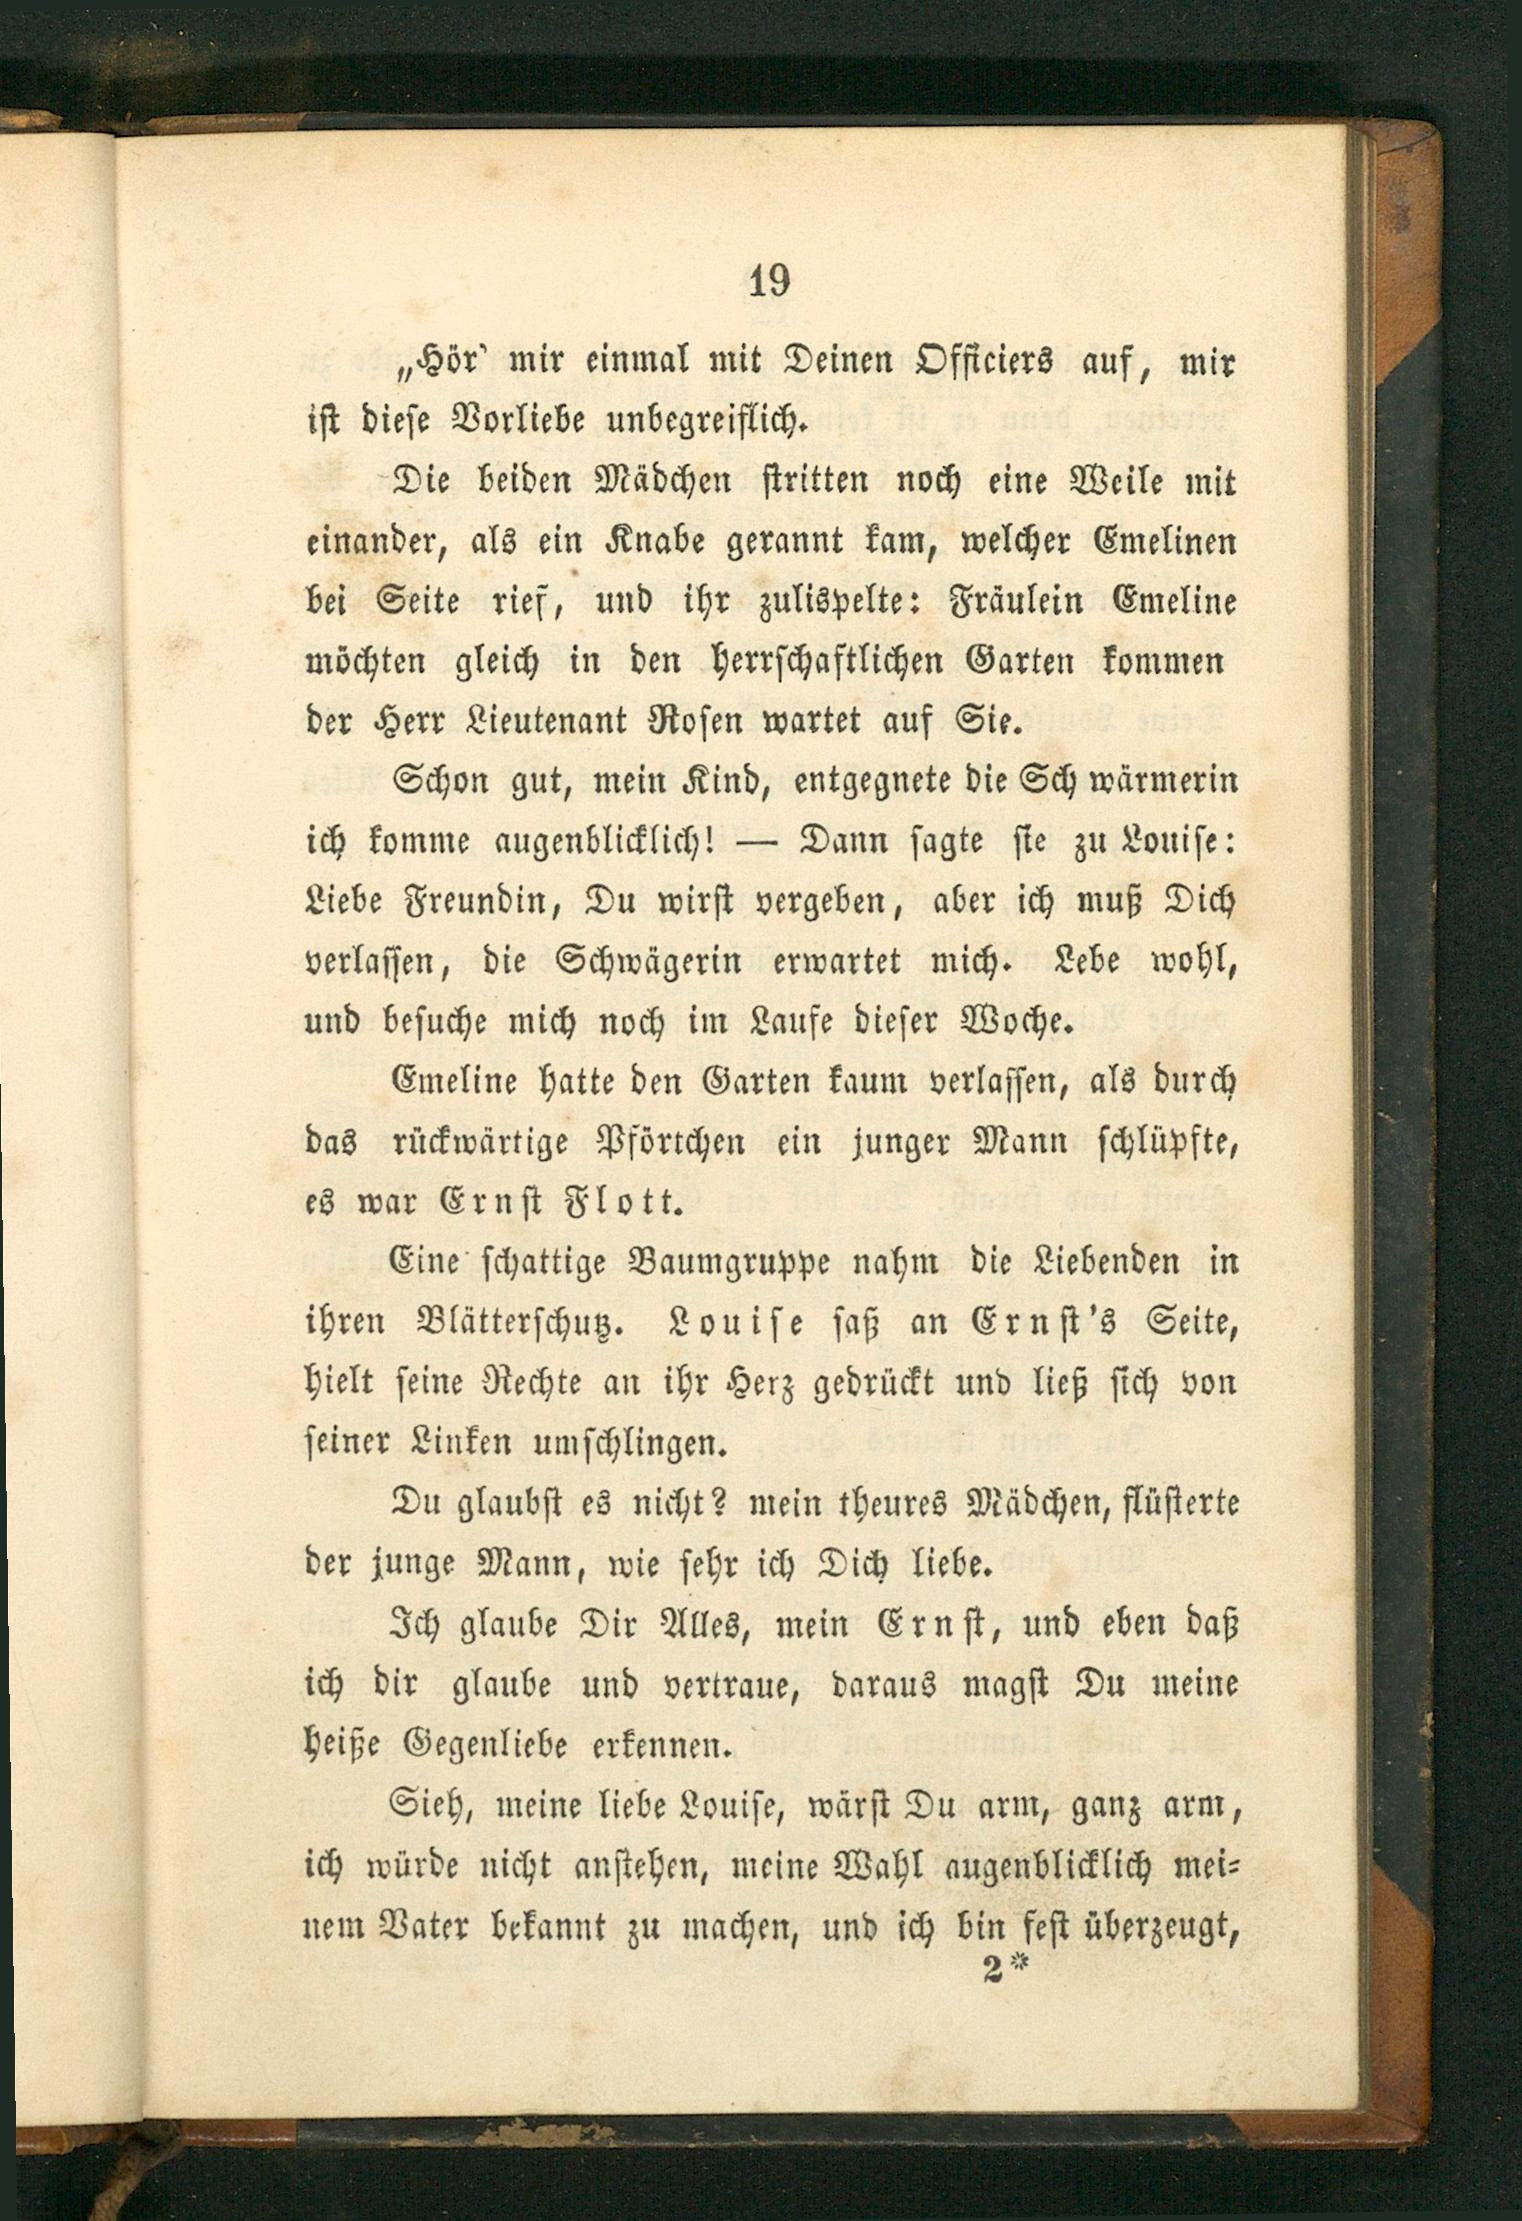 19
„Hör' mir einmal mit Deinen Officiers auf, mir
ist diese Vorliebe unbegreiflich.
Die beiden Mädchen stritten noch eine Weile mit
einander, als ein Knabe gerannt kam, welcher Emelinen
bei Seite rief, und ihr zulispelte: Fräulein Emeline
möchten gleich in den herrschaftlichen Garten kommen
der Herr Lieutenant Rosen wartet auf Sie.
Schon gut, mein Kind, entgegnete die Sch wärmerin
ich komme augenblicklich! — Dann sagte sie zu Louise:
Liebe Freundin, Du wirst vergeben, aber ich muß Dich
verlassen, die Schwägerin erwartet mich. Lebe wohl,
und besuche mich noch im Laufe dieser Woche.
Emeline hatte den Garten kaum verlassen, als durch
das rückwärtige Pförtchen ein junger Mann schlüpfte,
es war Ernst Flott.
Eine schattige Baumgruppe nahm die Liebenden in
ihren Blätterschutz. Louise saß an Ernst's Seite,
hielt seine Rechte an ihr Herz gedrückt und ließ sich von
seiner Linken umschlingen.
Du glaubst es nicht? mein theures Mädchen, flüsterte
der junge Mann, wie sehr ich Dich liebe.
Ich glaube Dir Alles, mein Ernst, und eben daß
ich dir glaube und vertraue, daraus magst Du meine
heiße Gegenliebe erkennen.
Sieh, meine liebe Louise, wärst Du arm, ganz arm,
ich würde nicht anstehen, meine Wahl augenblicklich mei-
nem Vater bekannt zu machen, und ich bin fest überzeugt,
2*